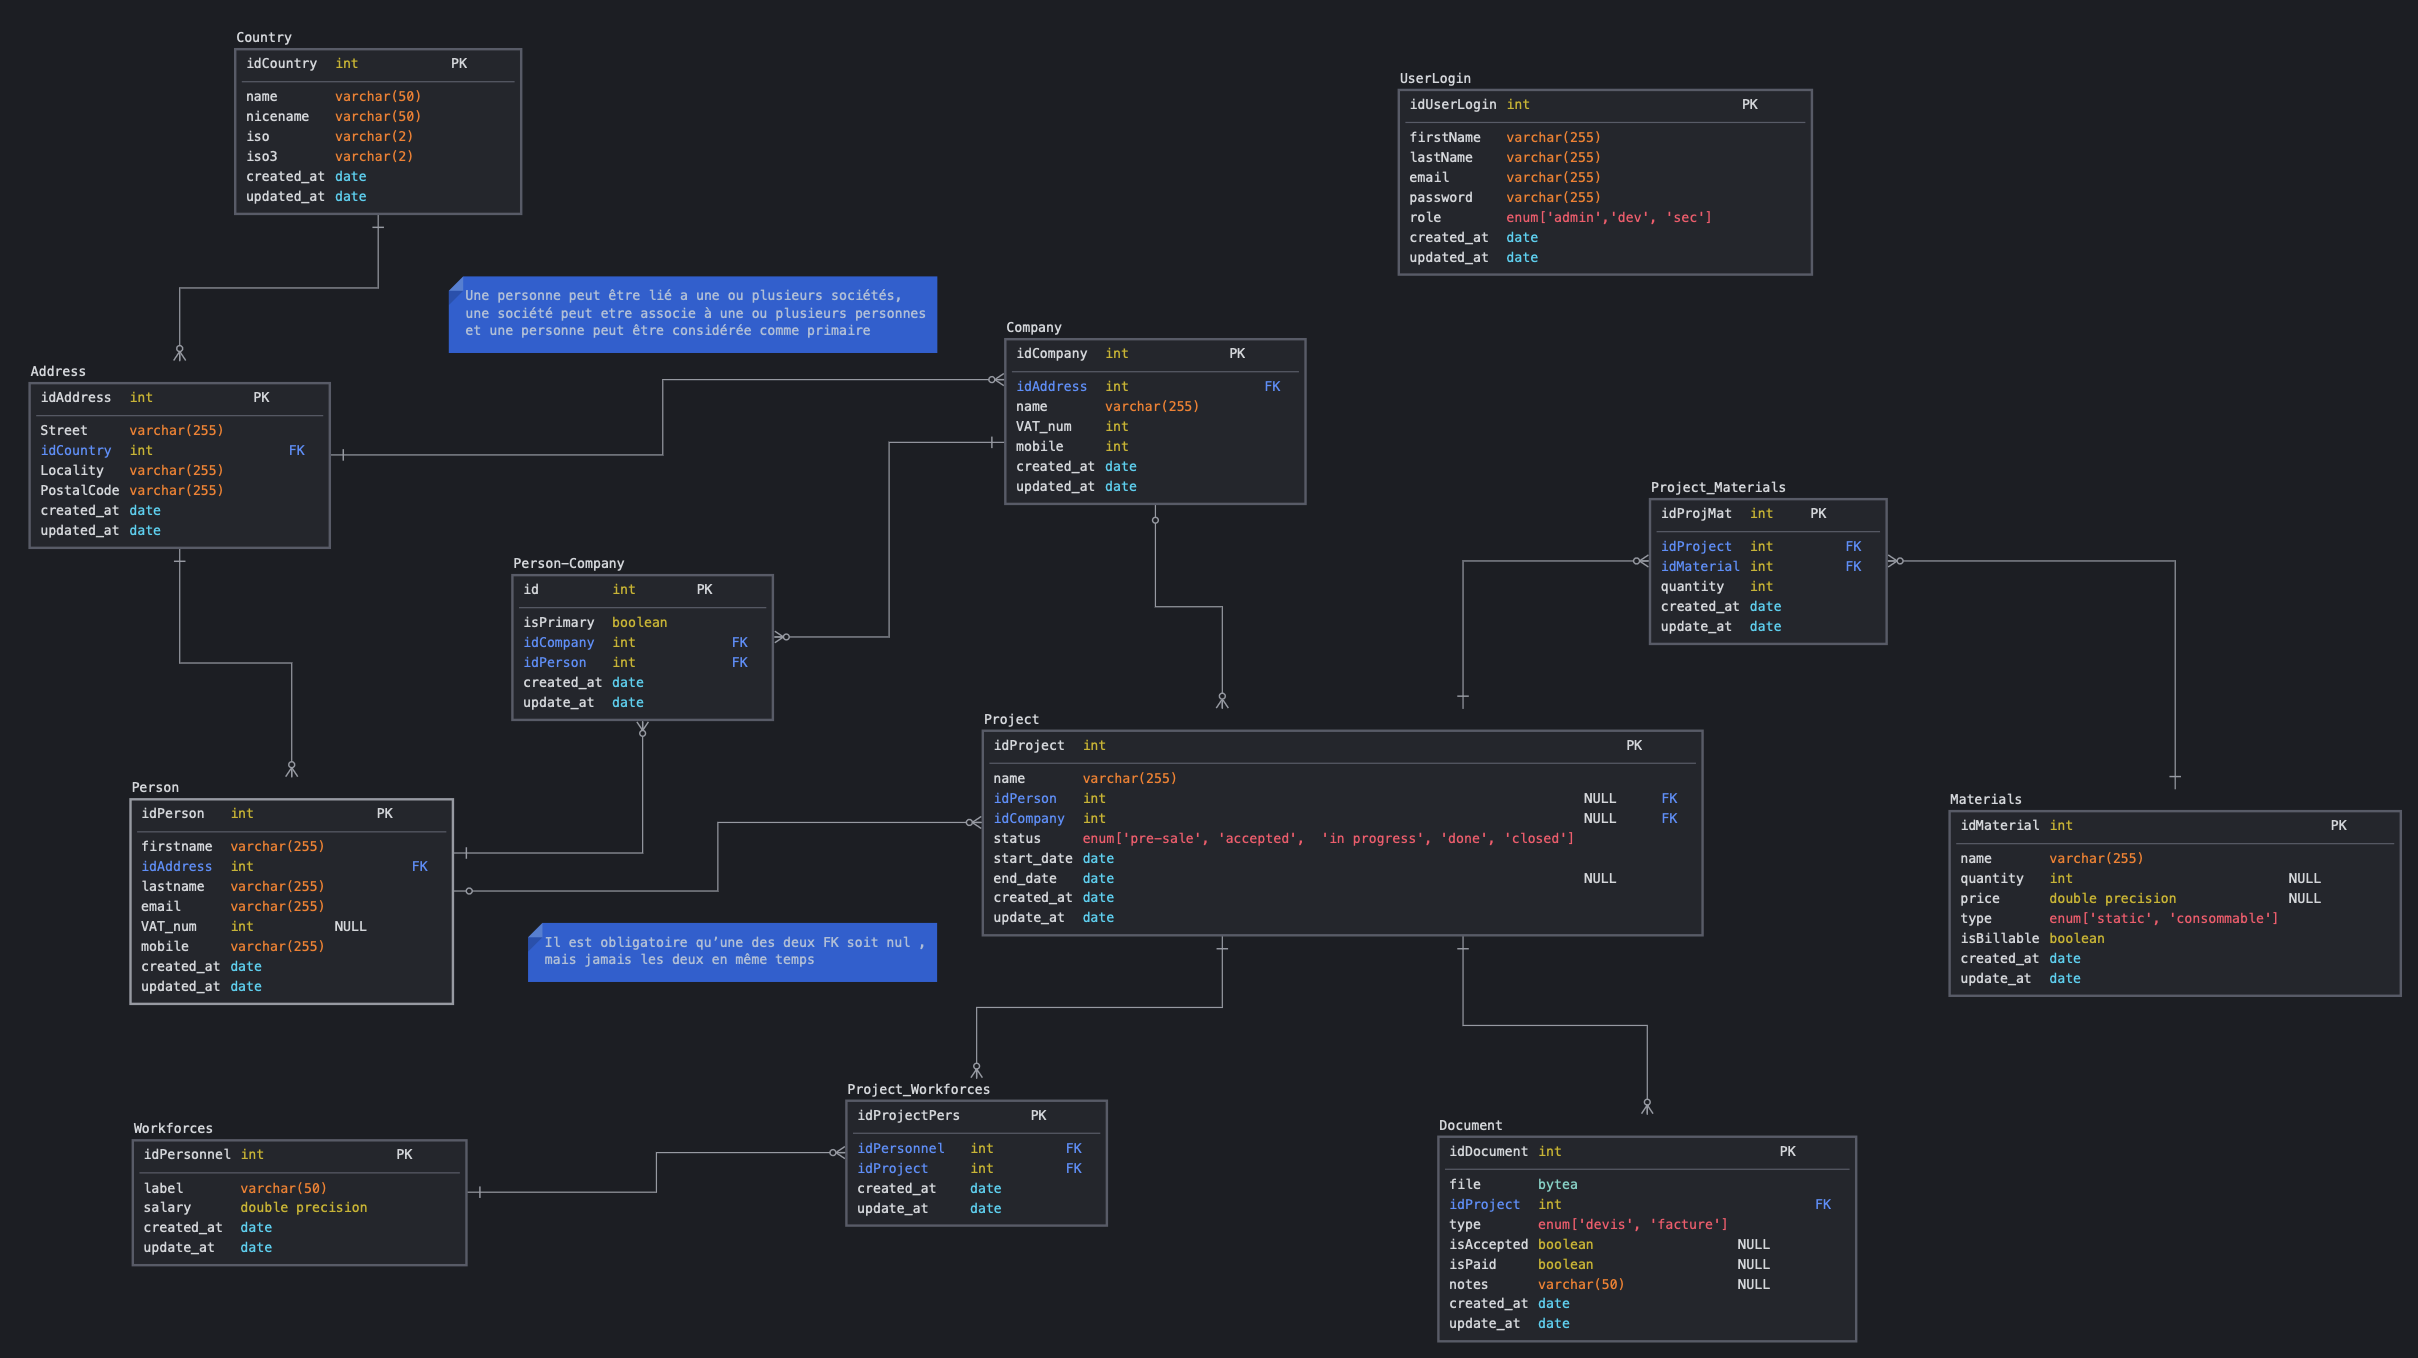 Country
idCountry int PK
name varchar(50)
nicename varchar(50)
iso varchar(2)
iso3 varchar(2)
created_at date
updated_at date
UserLogin
idUserLogin int PK
firstName varchar(255)
lastName varchar(255)
email varchar(255)
password varchar(255)
role enum['admin','dev', 'sec']
created_at date
updated_at date
Une personne peut être lié a une ou plusieurs sociétés,
une société peut etre associe à une ou plusieurs personnes
et une personne peut être considérée comme primaire
Company
idCompany int PK
idAddress int FK
name varchar(255)
VAT_num int
mobile int
created_at date
updated_at date
Address
idAddress int PK
Street varchar(255)
idCountry int FK
Locality varchar(255)
PostalCode varchar(255)
created_at date
updated_at date
Project_Materials
idProjMat int PK
idProject int FK
idMaterial int FK
quantity int
created_at date
update_at date
Person-Company
id int PK
isPrimary boolean
idCompany int FK
idPerson int FK
created_at date
update_at date
Project
idProject int PK
name varchar(255)
idPerson int NULL FK
idCompany int NULL FK
status enum['pre-sale', 'accepted', 'in progress', 'done', 'closed']
start_date date
end_date date NULL
created_at date
update_at date
Person
idPerson int PK
firstname varchar(255)
idAddress int FK
lastname varchar(255)
email varchar(255)
VAT_num int NULL
mobile varchar(255)
created_at date
updated_at date
Materials
idMaterial int PK
name varchar(255)
quantity int NULL
price double precision NULL
type enum['static', 'consommable']
isBillable boolean
created_at date
update_at date
Il est obligatoire qu'une des deux FK soit nul ,
mais jamais les deux en même temps
Project_Workforces
idProjectPers PK
idPersonnel int FK
idProject int FK
created_at date
update_at date
Workforces
idPersonnel int PK
label varchar(50)
salary double precision
created_at date
update_at date
Document
idDocument int PK
file bytea
idProject int FK
type enum['devis', 'facture']
isAccepted boolean NULL
isPaid boolean NULL
notes varchar(50) NULL
created_at date
update_at date